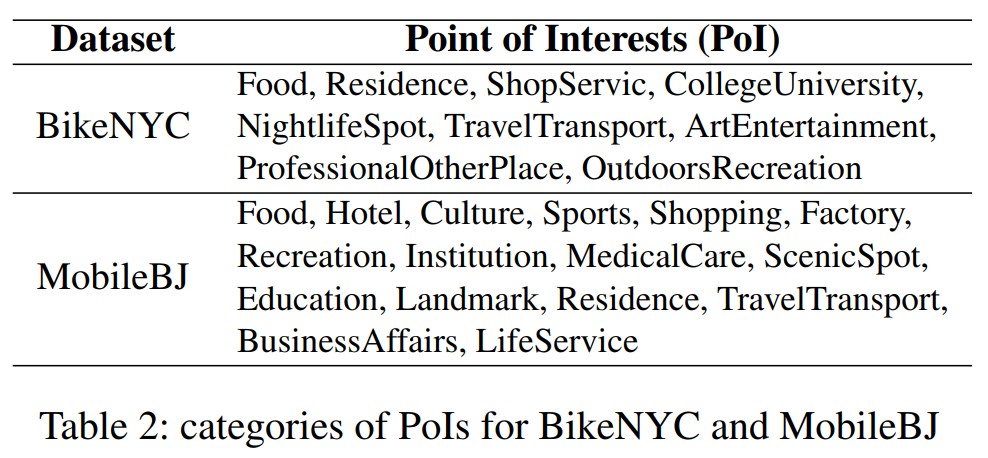 Dataset Point of Interests (PoI)
BikeNYC
Food, Residence, ShopServic, CollegeUniversity,
NightlifeSpot, TravelTransport, ArtEntertainment,
ProfessionalOtherPlace, OutdoorsRecreation
MobileBJ
Food, Hotel, Culture, Sports, Shopping, Factory,
Recreation, Institution, MedicalCare, ScenicSpot,
Education, Landmark, Residence, TravelTransport,
BusinessAffairs, LifeService
Table 2: categories of PoIs for BikeNYC and MobileBJ